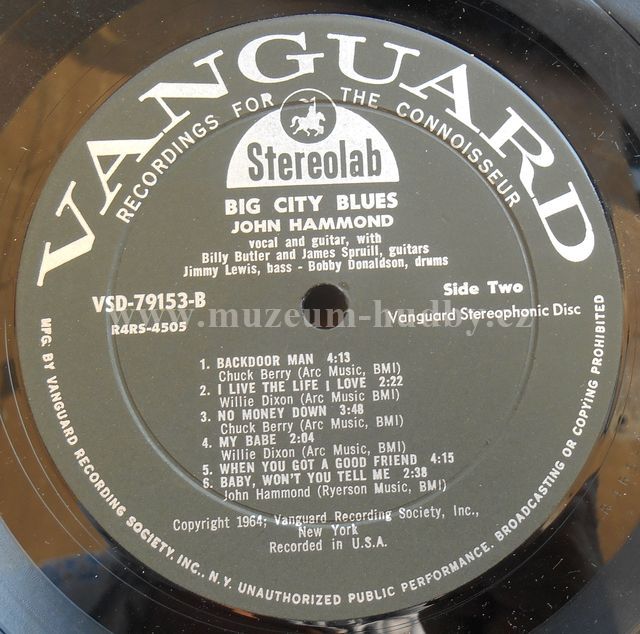 VANGUARD
RECORDINGS FOR THE CONNOISSEUR
Stereolab
BIG CITY BLUES
JOHN HAMMOND
vocal and guitar, with
Billy Butler and James Spruill, guitars
Jimmy Lewis, bass - Bobby Donaldson, drums
VSD-79153-B
R4RS-4505
Side Two
Vanguard Stereophonic Disc
www.muzeum-hudby.cz
1. BACKDOOR MAN 4:13
Chuck Berry (Arc Music, BMI)
2. I LIVE THE LIFE I LOVE 2:22
Willie Dixon (Arc Music, BMI)
3. NO MONEY DOWN 3:48
Chuck Berry (Arc Music, BMI)
4. MY BABE 2:04
Willie Dixon (Arc Music, BMI)
5. WHEN YOU GOT A GOOD FRIEND 4:15
6. BABY, WON'T YOU TELL ME 2:38
John Hammond (Ryerson Music, BMI)
Copyright 1964; Vanguard Recording Society, Inc.,
New York
Recorded in U.S.A.
MFG. BY VANGUARD RECORDING SOCIETY, INC., N.Y. UNAUTHORIZED PUBLIC PERFORMANCE, BROADCASTING OR COPYING PROHIBITED